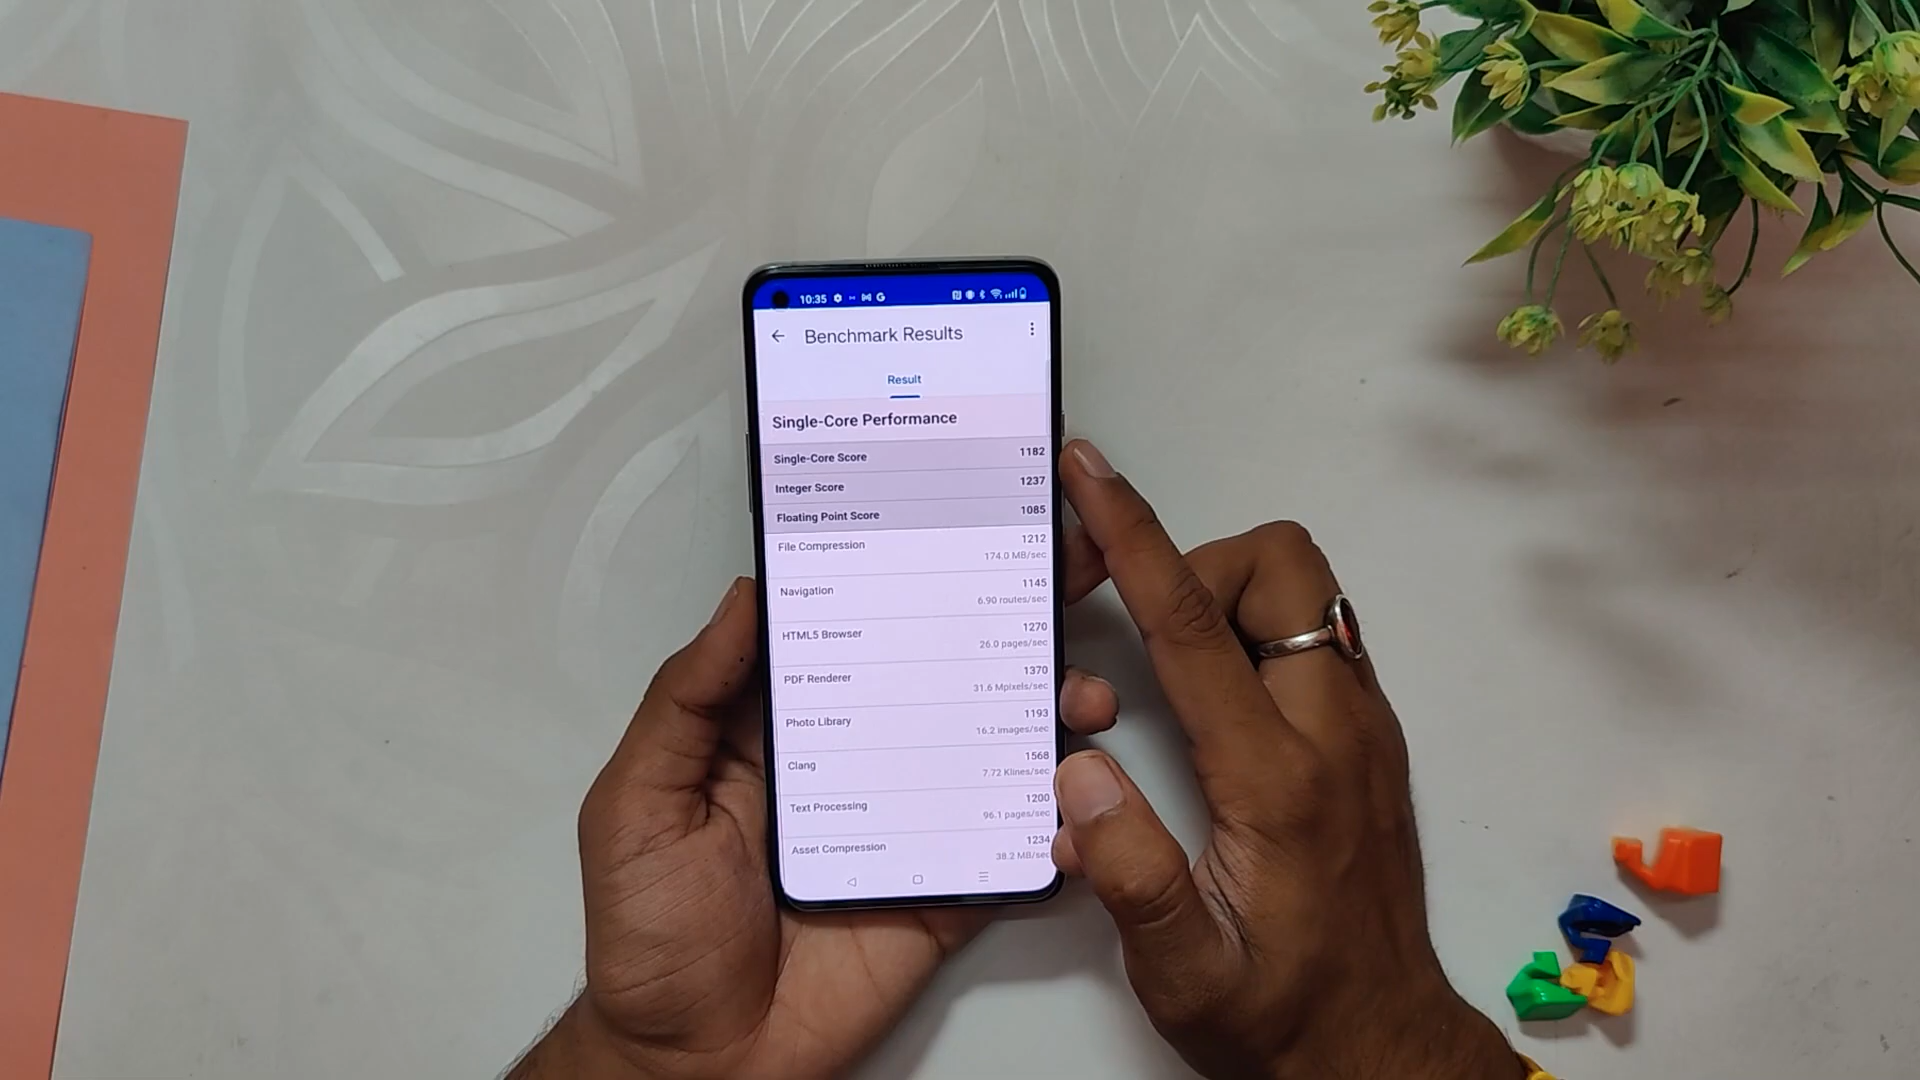 10:35
Benchmark Results
Result
Single-Core Performance
Single-Core Score 1182
Integer Score 1237
Floating Point Score 1085
File Compression 1212
174.0 MB/sec
Navigation 1145
6.90 routes/sec
HTML5 Browser 1270
26.0 pages/sec
PDF Renderer 1370
31.6 Mpixels/sec
Photo Library 1193
16.2 images/sec
Clang 1568
7.72 Klines/sec
Text Processing 1200
96.1 pages/sec
Asset Compression 1234
38.2 MB/sec